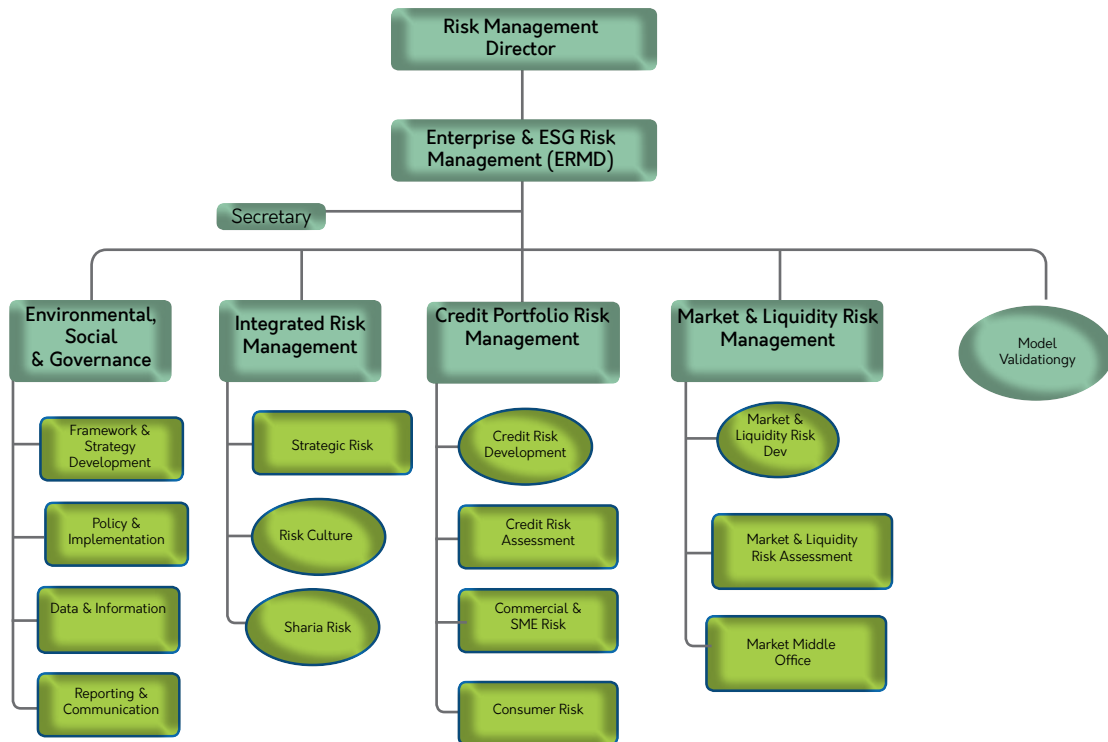 Risk Management
Director
Enterprise & ESG Risk
Management (ERMD)
Secretary
Environmental,
Social
& Governance
Integrated Risk
Management
Credit Portfolio Risk
Management
Market & Liquidity Risk
Management
Model
Validationgy
Framework &
Strategy
Development
Policy &
Implementation
Data & Information
Reporting &
Communication
Strategic Risk
Risk Culture
Sharia Risk
Credit Risk
Development
Credit Risk
Assessment
Commercial &
SME Risk
Consumer Risk
Market &
Liquidity Risk
Dev
Market & Liquidity
Risk Assessment
Market Middle
Office